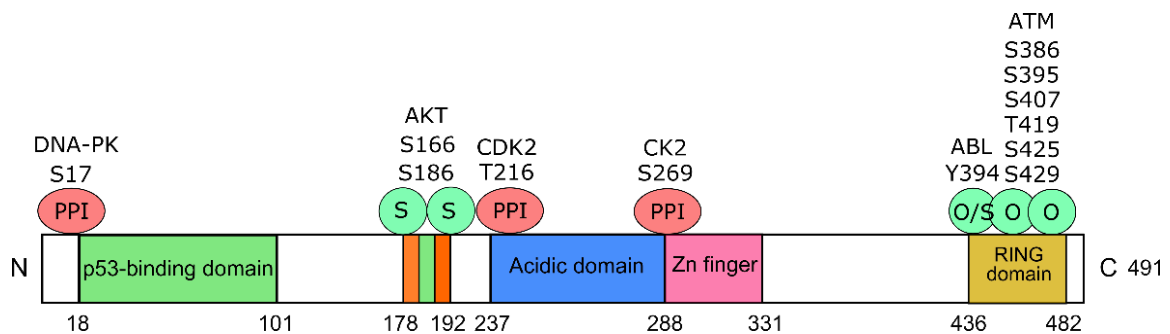 ATM
S386
S395
S407
T419
S425
S429
AKT
S166
S186
DNA-PK
S17
CDK2
T216
CK2
S269
ABL
Y394
PPI
S
S
PPI
PPI
O/S
O
O
N
p53-binding domain
Acidic domain
Zn finger
RING
domain
C 491
18
101
178
192
237
288
331
436
482